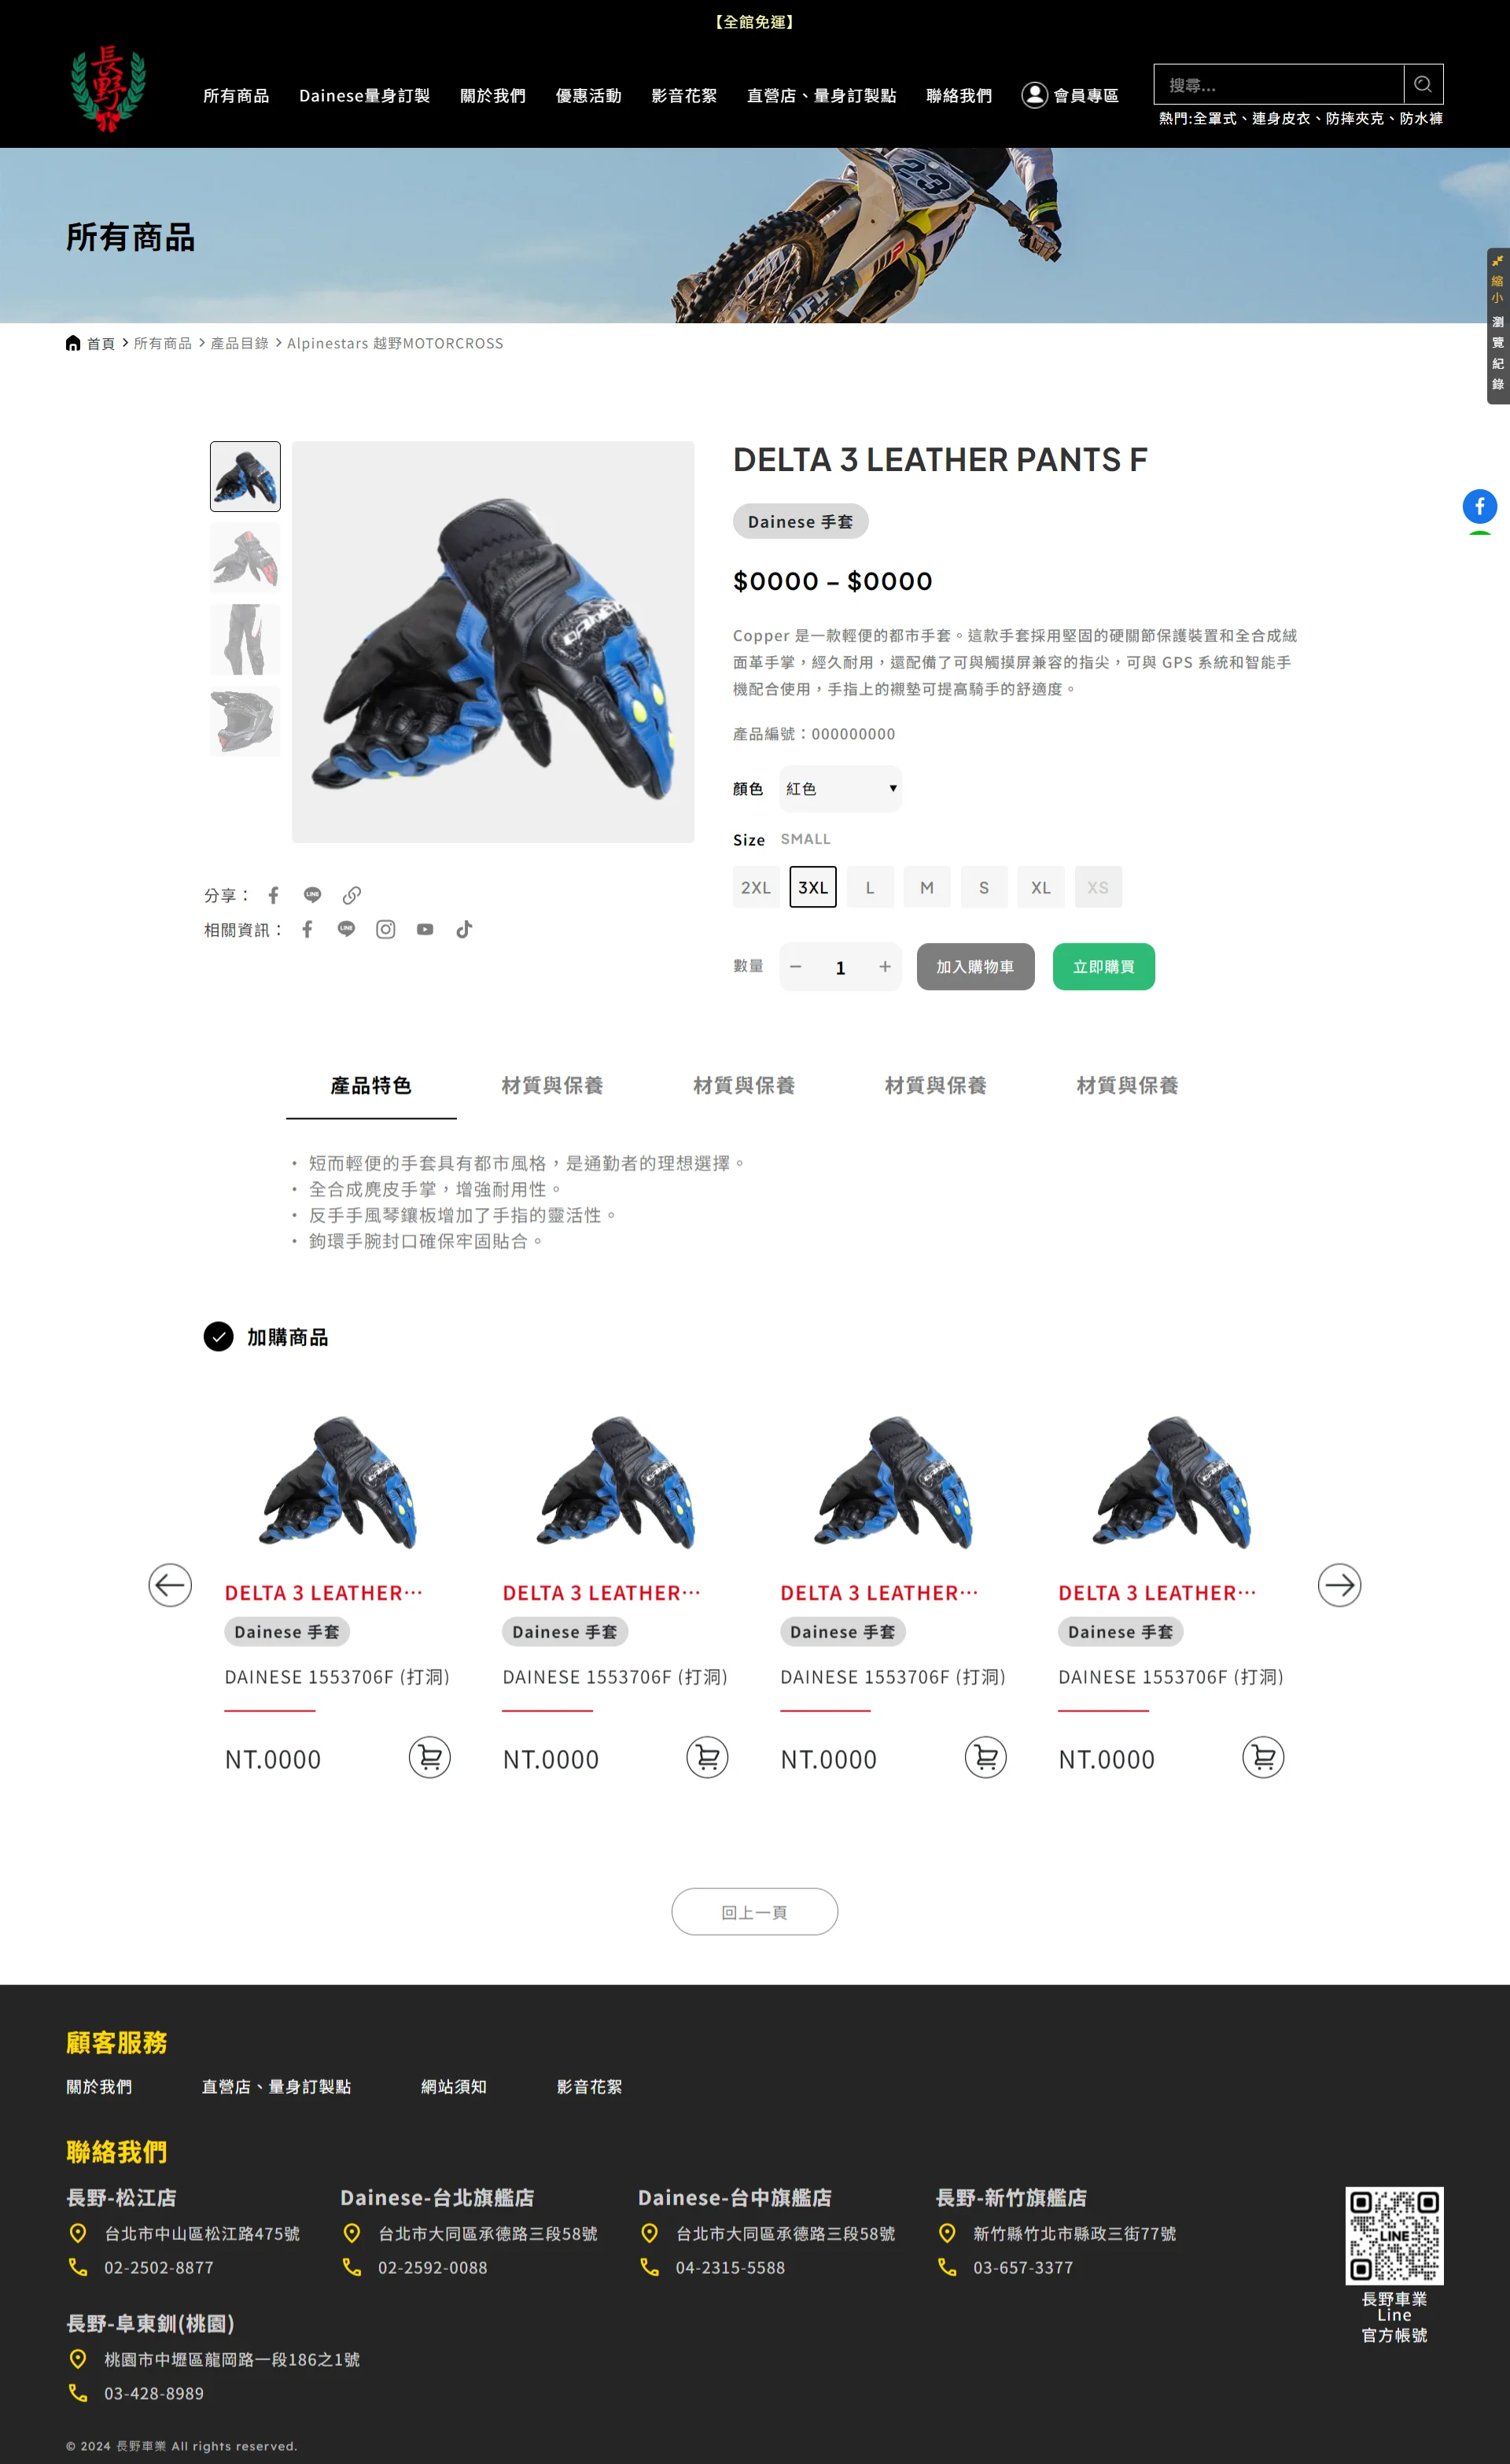 【全館免運】
長野
所有商品
Dainese量身訂製
關於我們
優惠活動
影音花絮
直營店、量身訂製點
聯絡我們
會員專區
搜尋...
熱門:全罩式、連身皮衣、防摔夾克、防水褲
23
所有商品
縮小
瀏覽紀錄
首頁 > 所有商品 > 產品目錄 > Alpinestars 越野MOTORCROSS
DELTA 3 LEATHER PANTS F
Dainese 手套
$0000 – $0000
Copper 是一款輕便的都市手套。這款手套採用堅固的硬關節保護裝置和全合成絨
面革手掌，經久耐用，還配備了可與觸摸屏兼容的指尖，可與 GPS 系統和智能手
機配合使用，手指上的襯墊可提高騎手的舒適度。
產品編號：000000000
顏色 紅色
Size SMALL
2XL 3XL L M S XL XS
數量 − 1 + 加入購物車 立即購買
分享：
相關資訊：
產品特色 材質與保養 材質與保養 材質與保養 材質與保養
• 短而輕便的手套具有都市風格，是通勤者的理想選擇。
• 全合成麂皮手掌，增強耐用性。
• 反手手風琴鑲板增加了手指的靈活性。
• 鉤環手腕封口確保牢固貼合。
加購商品
DELTA 3 LEATHER…
Dainese 手套
DAINESE 1553706F (打洞)
NT.0000
DELTA 3 LEATHER…
Dainese 手套
DAINESE 1553706F (打洞)
NT.0000
DELTA 3 LEATHER…
Dainese 手套
DAINESE 1553706F (打洞)
NT.0000
DELTA 3 LEATHER…
Dainese 手套
DAINESE 1553706F (打洞)
NT.0000
回上一頁
顧客服務
關於我們 直營店、量身訂製點 網站須知 影音花絮
聯絡我們
長野-松江店
台北市中山區松江路475號
02-2502-8877
Dainese-台北旗艦店
台北市大同區承德路三段58號
02-2592-0088
Dainese-台中旗艦店
台北市大同區承德路三段58號
04-2315-5588
長野-新竹旗艦店
新竹縣竹北市縣政三街77號
03-657-3377
長野-阜東釧(桃園)
桃園市中壢區龍岡路一段186之1號
03-428-8989
LINE
長野車業
Line
官方帳號
© 2024 長野車業 All rights reserved.